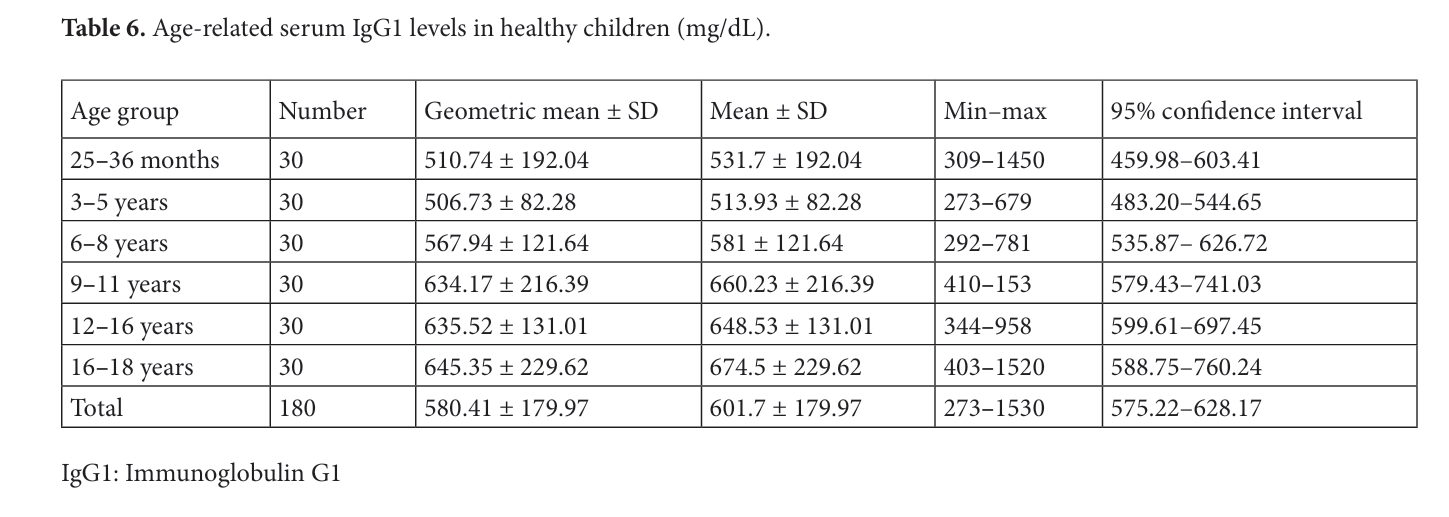 Table 6. Age-related serum IgG1 levels in healthy children (mg/dL).
Age group Number Geometric mean ± SD Mean ± SD Min–max 95% confidence interval
25–36 months 30 510.74 ± 192.04 531.7 ± 192.04 309–1450 459.98–603.41
3–5 years 30 506.73 ± 82.28 513.93 ± 82.28 273–679 483.20–544.65
6–8 years 30 567.94 ± 121.64 581 ± 121.64 292–781 535.87– 626.72
9–11 years 30 634.17 ± 216.39 660.23 ± 216.39 410–153 579.43–741.03
12–16 years 30 635.52 ± 131.01 648.53 ± 131.01 344–958 599.61–697.45
16–18 years 30 645.35 ± 229.62 674.5 ± 229.62 403–1520 588.75–760.24
Total 180 580.41 ± 179.97 601.7 ± 179.97 273–1530 575.22–628.17
IgG1: Immunoglobulin G1